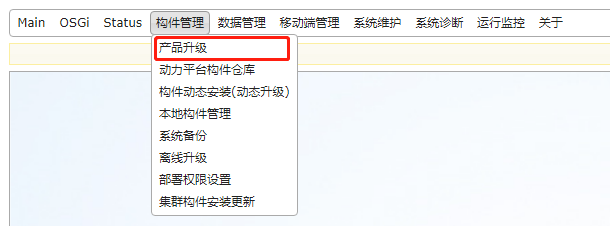 Main OSGi Status 构件管理 数据管理 移动端管理 系统维护 系统诊断 运行监控 关于
产品升级
动力平台构件仓库
构件动态安装(动态升级)
本地构件管理
系统备份
离线升级
部署权限设置
集群构件安装更新